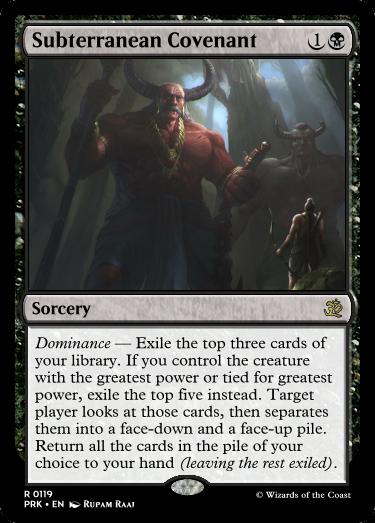 Subterranean Covenant 1
Sorcery
Dominance — Exile the top three cards of
your library. If you control the creature
with the greatest power or tied for greatest
power, exile the top five instead. Target
player looks at those cards, then separates
them into a face-down and a face-up pile.
Return all the cards in the pile of your
choice to your hand (leaving the rest exiled).
R 0119
PRK • EN Rupam Raaj
© Wizards of the Coast